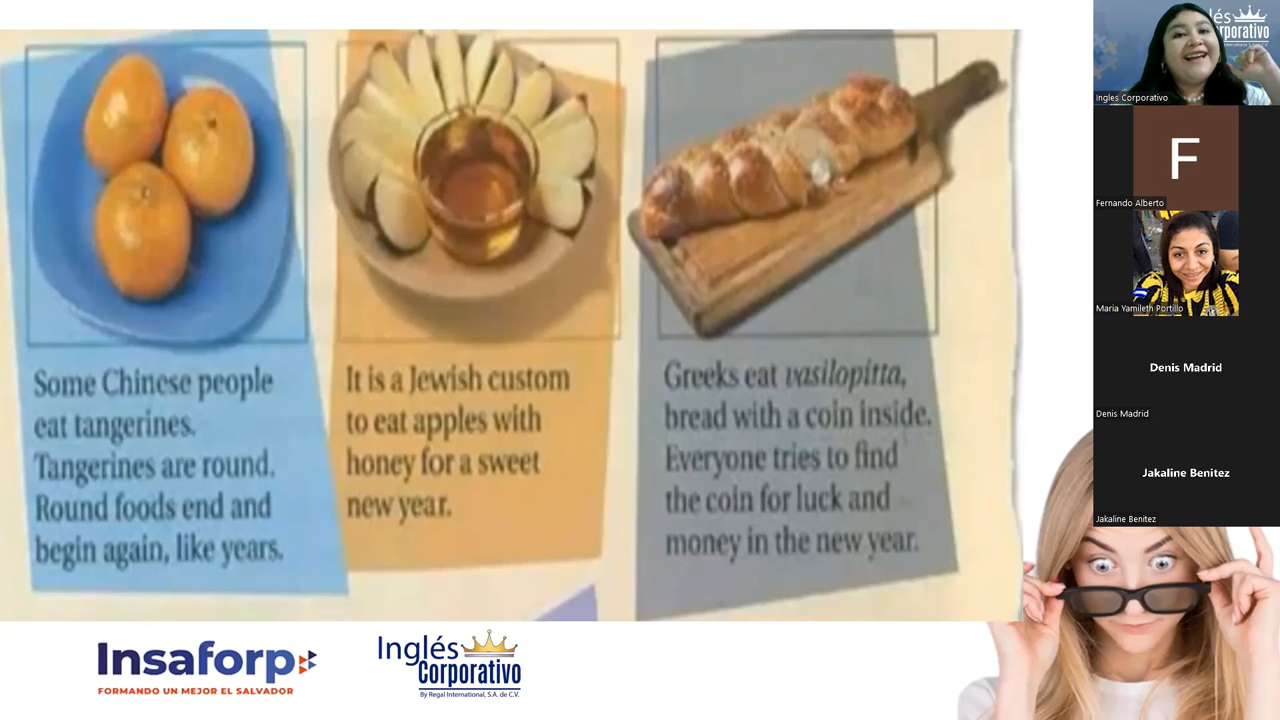 Some Chinese people
eat tangerines.
Tangerines are round.
Round foods end and
begin again, like years.
It is a Jewish custom
to eat apples with
honey for a sweet
new year.
Greeks eat vasilopitta,
bread with a coin inside.
Everyone tries to find
the coin for luck and
money in the new year.
Insaforp
FORMANDO UN MEJOR EL SALVADOR
Inglés
Corporativo
By Regal International, S.A. de C.V.
Ingles Corporativo
F
Fernando Alberto
Maria Yamileth Portillo
Denis Madrid
Denis Madrid
Jakaline Benitez
Jakaline Benitez